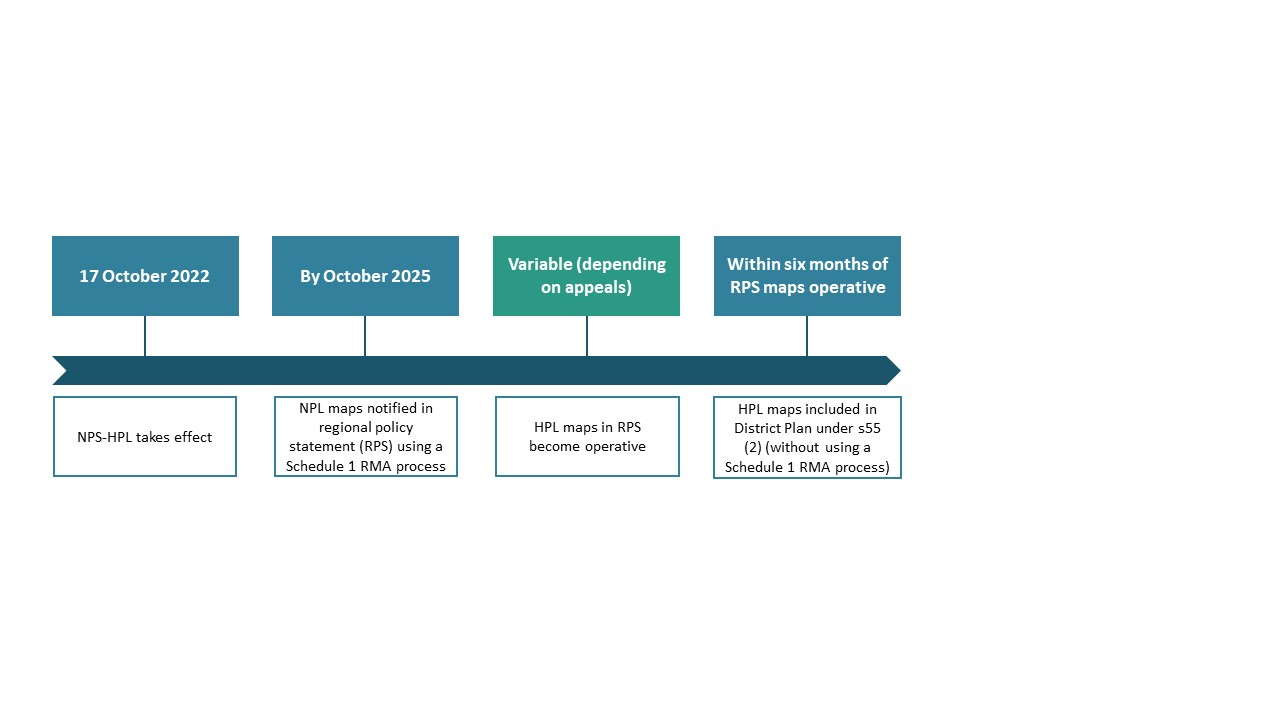 17 October 2022
By October 2025
Variable (depending
on appeals)
Within six months of
RPS maps operative
NPS-HPL takes effect
NPL maps notified in
regional policy
statement (RPS) using a
Schedule 1 RMA process
HPL maps in RPS
become operative
HPL maps included in
District Plan under s55
(2) (without using a
Schedule 1 RMA process)